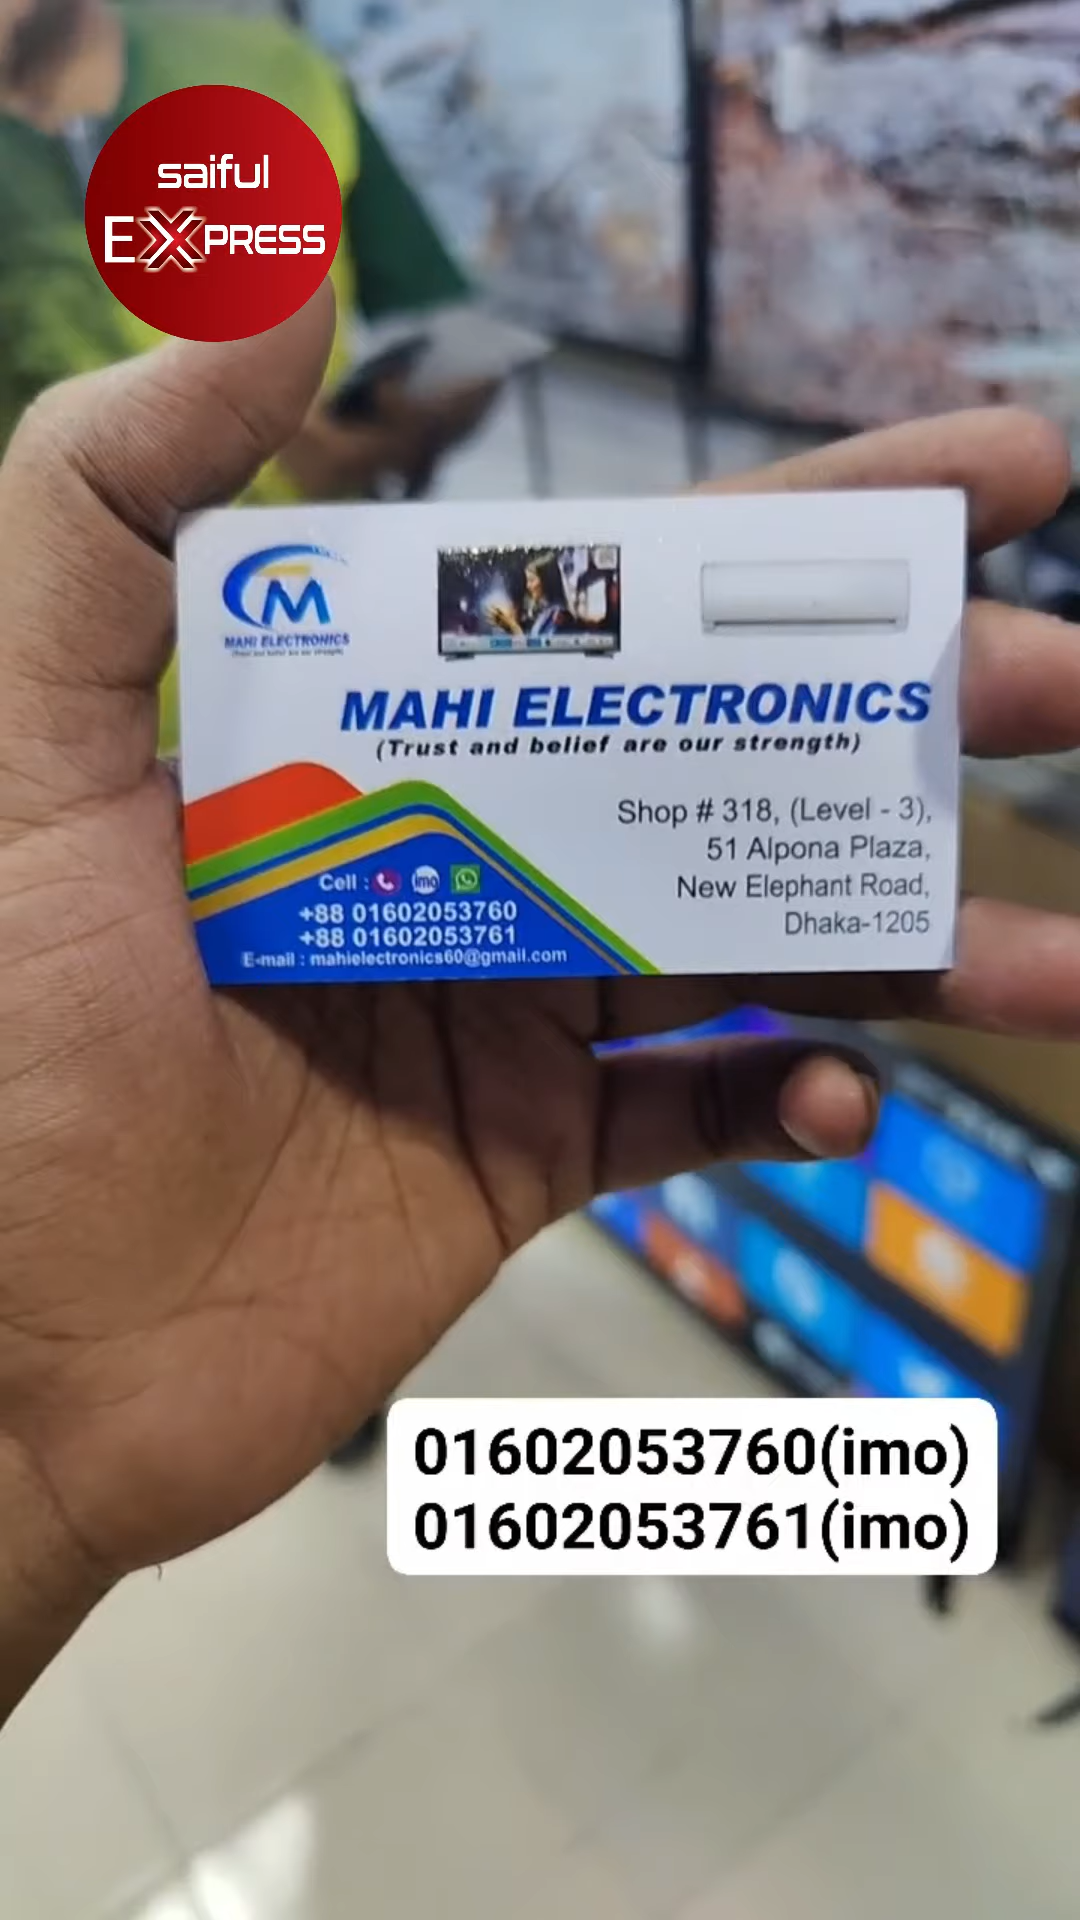 saiful
EXPRESS
MAHI ELECTRONICS
MAHI ELECTRONICS
(Trust and belief are our strength)
Shop # 318, (Level - 3),
51 Alpona Plaza,
New Elephant Road,
Dhaka-1205
Cell : imo
+88 01602053760
+88 01602053761
E-mail : mahielectronics60@gmail.com
01602053760(imo)
01602053761(imo)